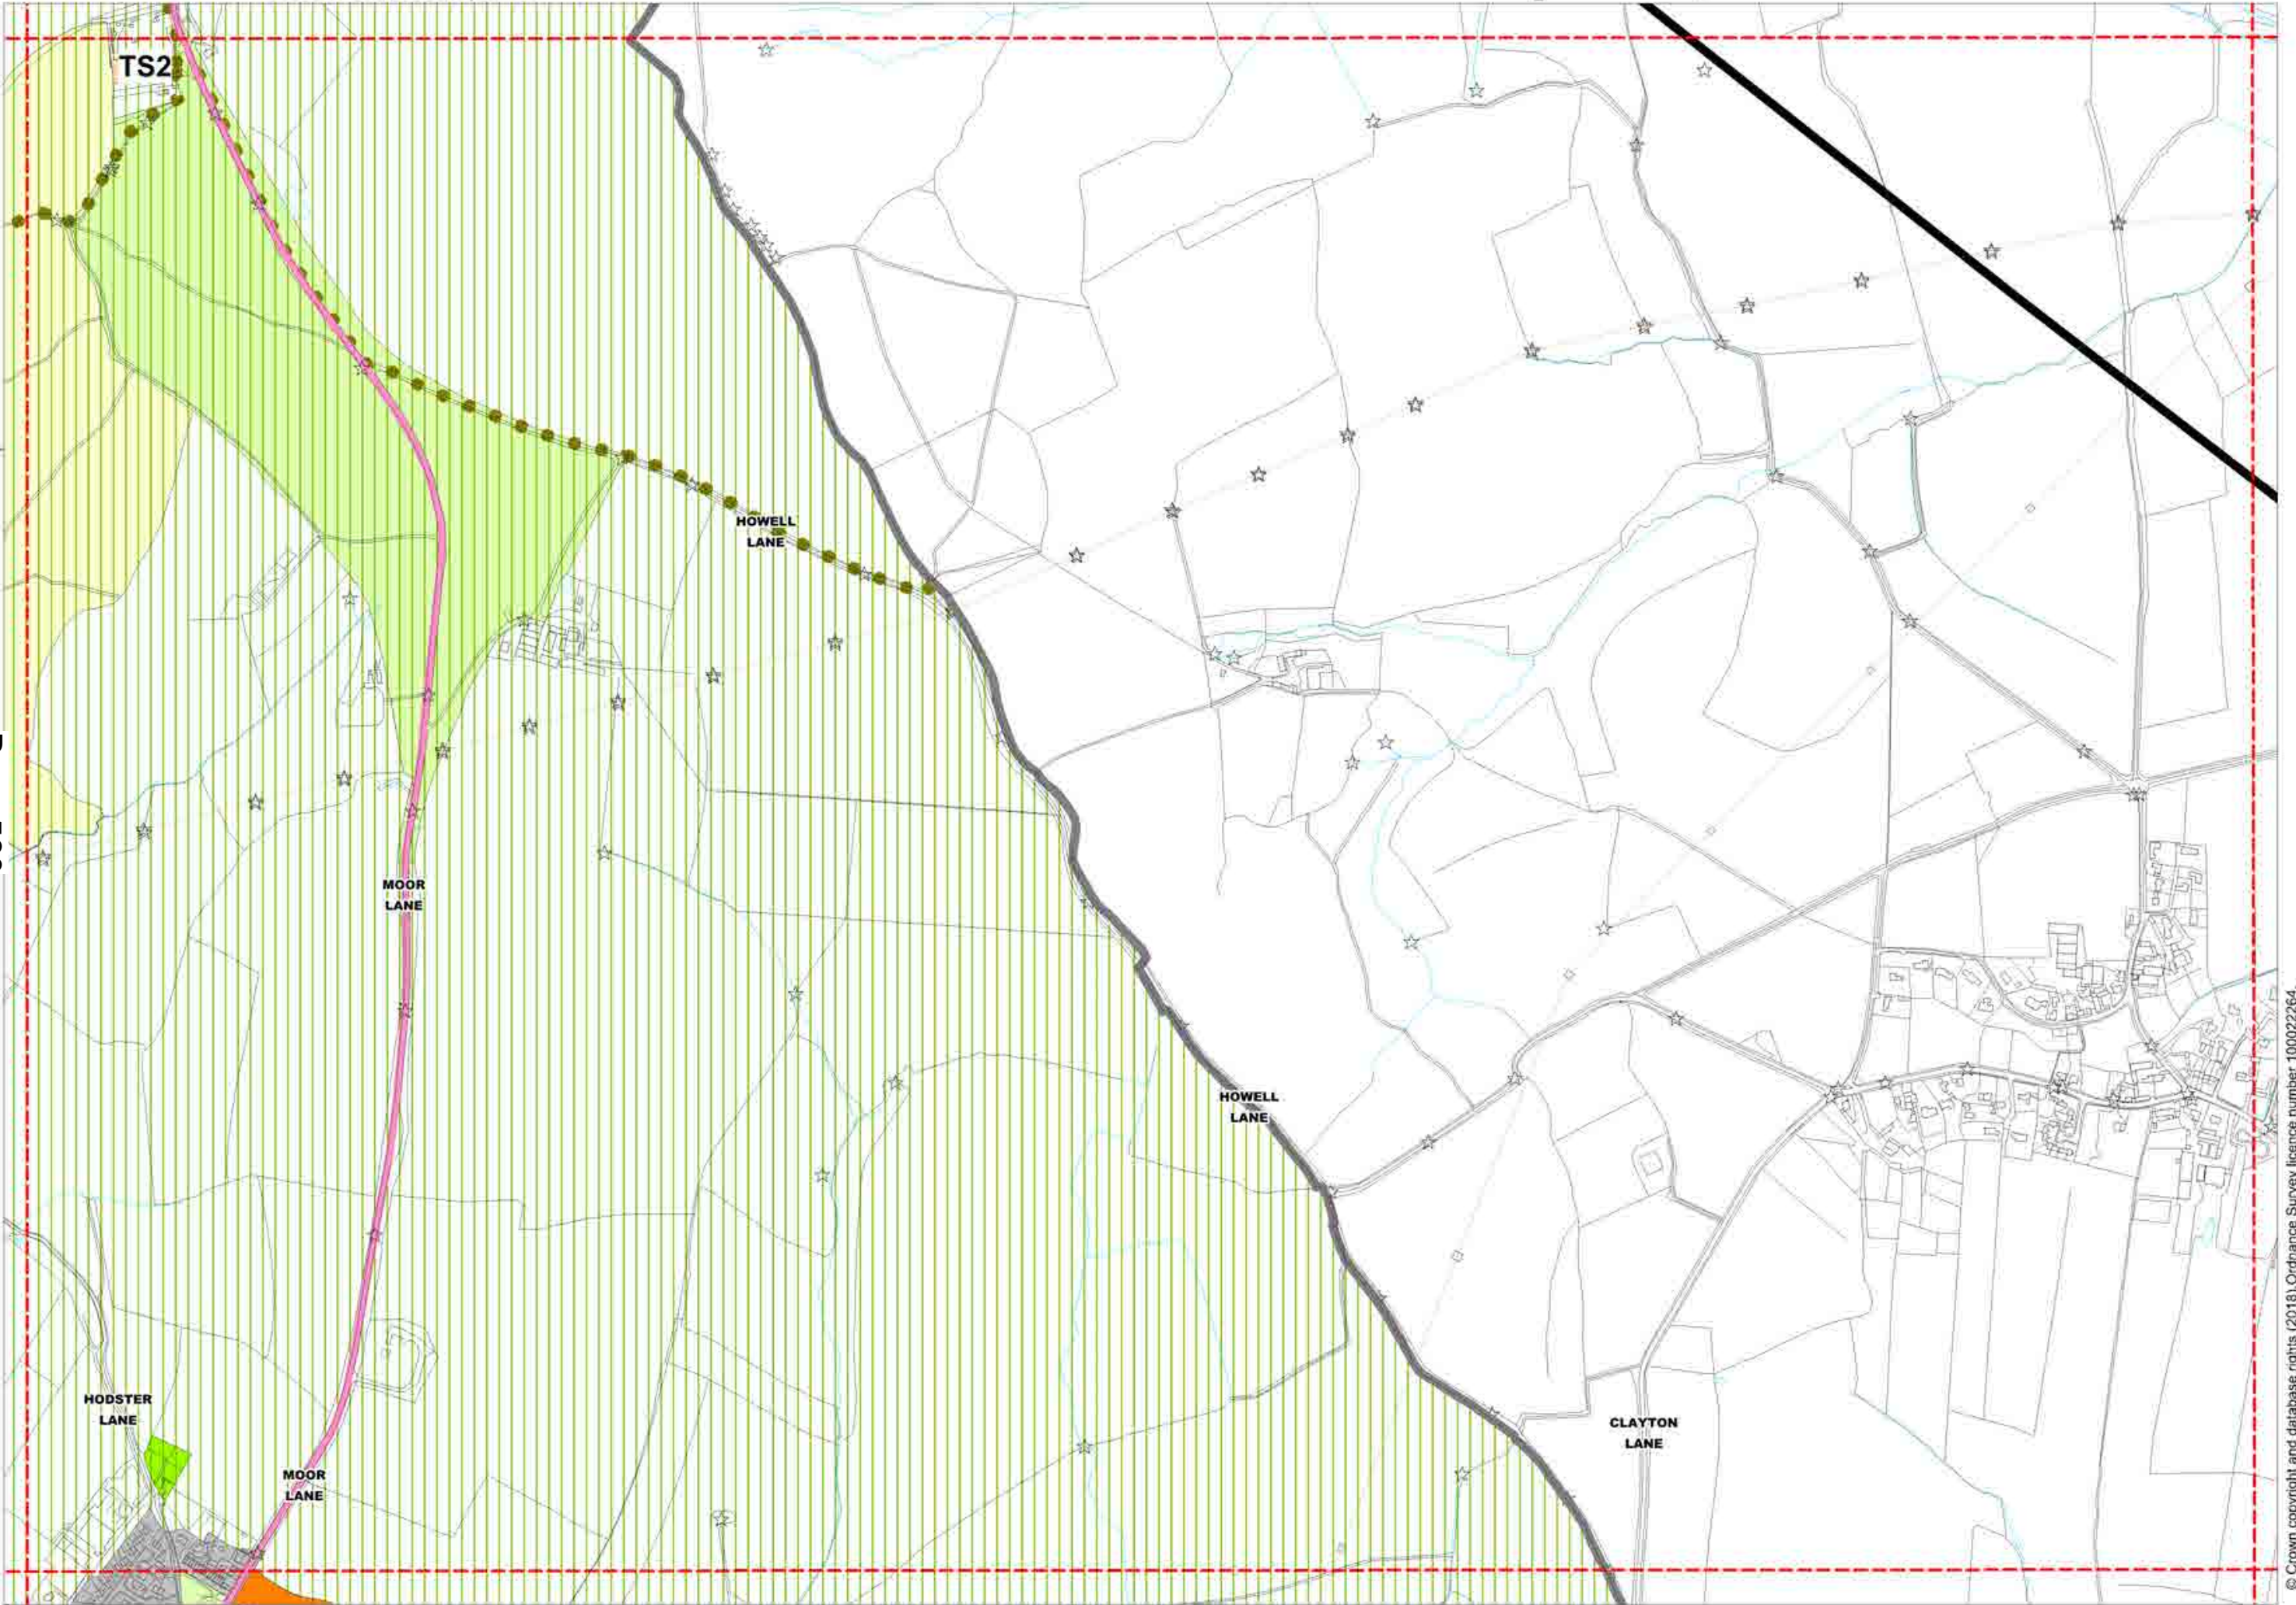 TS2
HOWELL
LANE
MOOR
LANE
HOWELL
LANE
HODSTER
LANE
CLAYTON
LANE
MOOR
LANE
© Crown copyright and database rights (2018) Ordnance Survey licence number 100022264.